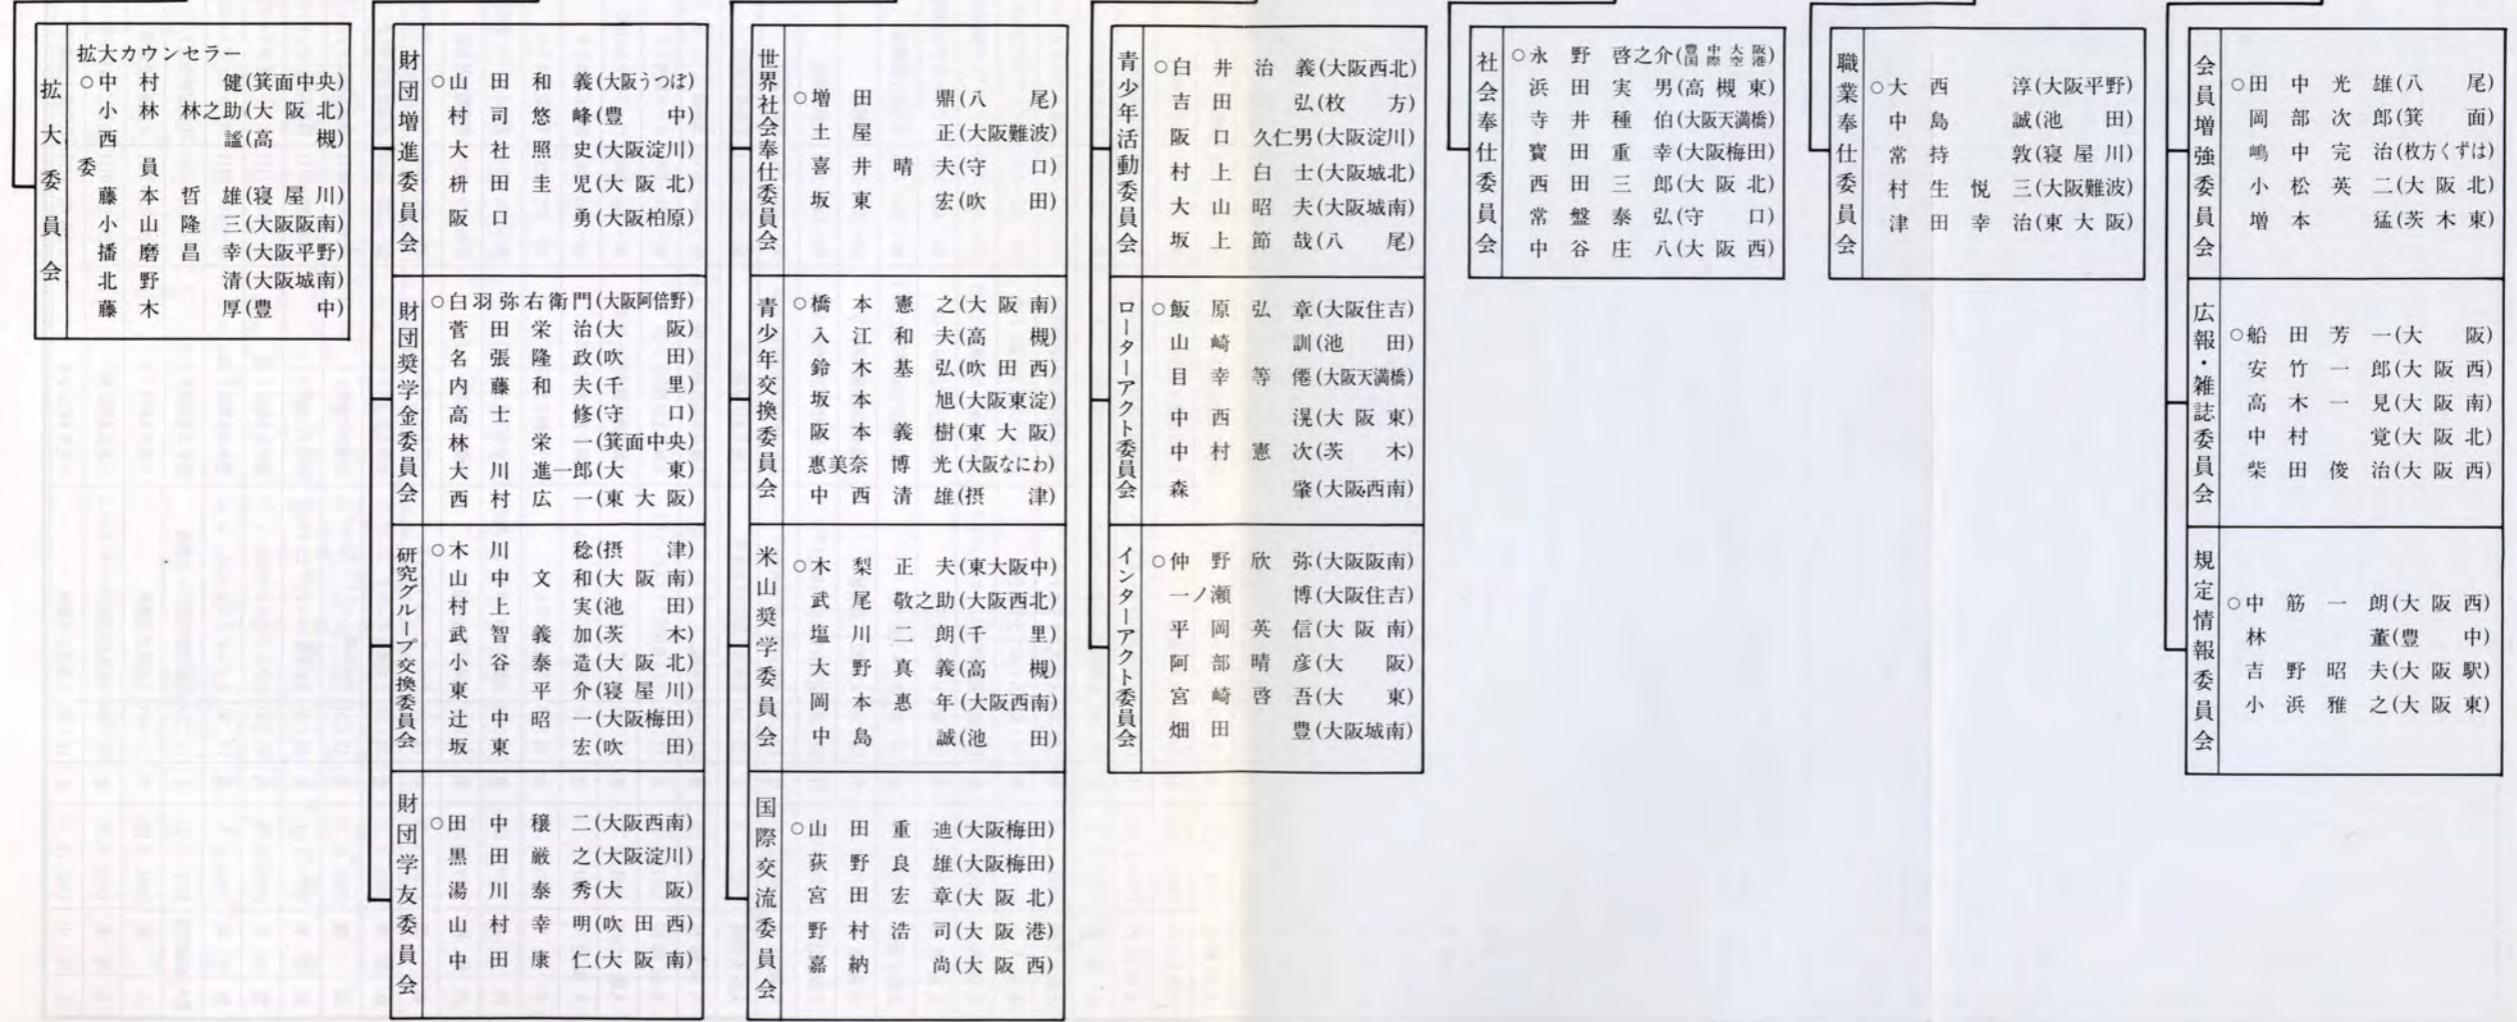 拡大委員会
拡大カウンセラー
○中村健(箕面中央)
小林林之助(大阪北)
西謐(高槻)
委員
藤本哲雄(寝屋川)
小山隆三(大阪阪南)
播磨昌幸(大阪平野)
北野清(大阪城南)
藤木厚(豊中)
財団増進委員会
○山田和義(大阪うつぼ)
村司悠峰(豊中)
大社照史(大阪淀川)
枡田圭児(大阪北)
阪口勇(大阪柏原)
財団奨学金委員会
○白羽弥右衛門(大阪阿倍野)
菅田栄治(大阪)
名張隆政(吹田)
内藤和夫(千里)
高士修(守口)
林栄一(箕面中央)
大川進一郎(大東)
西村広一(東大阪)
研究グループ交換委員会
○木川稔(摂津)
山中文和(大阪南)
村上実(池田)
武智義加(茨木)
小谷泰造(大阪北)
東平介(寝屋川)
辻中昭一(大阪梅田)
坂東宏(吹田)
財団学友委員会
○田中穣二(大阪西南)
黒田厳之(大阪淀川)
湯川泰秀(大阪)
山村幸明(吹田西)
中田康仁(大阪南)
世界社会奉仕委員会
○増田鼎(八尾)
土屋正(大阪難波)
喜井晴夫(守口)
坂東宏(吹田)
青少年交換委員会
○橋本憲之(大阪南)
入江和夫(高槻)
鈴木基弘(吹田西)
坂本旭(大阪東淀)
阪本義樹(東大阪)
恵美奈博光(大阪なにわ)
中西清雄(摂津)
米山奨学委員会
○木梨正夫(東大阪中)
武尾敬之助(大阪西北)
塩川二朗(千里)
大野真義(高槻)
岡本恵年(大阪西南)
中島誠(池田)
国際交流委員会
○山田重迪(大阪梅田)
荻野良雄(大阪梅田)
宮田宏章(大阪北)
野村浩司(大阪港)
嘉納尚(大阪西)
青少年活動委員会
○白井治義(大阪西北)
吉田弘(枚方)
阪口久仁男(大阪淀川)
村上白士(大阪城北)
大山昭夫(大阪城南)
坂上節哉(八尾)
ローターアクト委員会
○飯原弘章(大阪住吉)
山崎訓(池田)
目幸等僊(大阪天満橋)
中西滉(大阪東)
中村憲次(茨木)
森肇(大阪西南)
インターアクト委員会
○仲野欣弥(大阪阪南)
一ノ瀬博(大阪住吉)
平岡英信(大阪南)
阿部晴彦(大阪)
宮崎啓吾(大東)
畑田豊(大阪城南)
社会奉仕委員会
○永野啓之介(豊中大阪国際空港)
浜田実男(高槻東)
寺井種伯(大阪天満橋)
寳田重幸(大阪梅田)
西田三郎(大阪北)
常盤泰弘(守口)
中谷庄八(大阪西)
職業奉仕委員会
○大西淳(大阪平野)
中島誠(池田)
常持敦(寝屋川)
村生悦三(大阪難波)
津田幸治(東大阪)
会員増強委員会
○田中光雄(八尾)
岡部次郎(箕面)
嶋中完治(枚方くずは)
小松英二(大阪北)
増本猛(茨木東)
広報・雑誌委員会
○船田芳一(大阪)
安竹一郎(大阪西)
高木一見(大阪南)
中村覚(大阪北)
柴田俊治(大阪西)
規定情報委員会
○中筋一朗(大阪西)
林董(豊中)
吉野昭夫(大阪駅)
小浜雅之(大阪東)